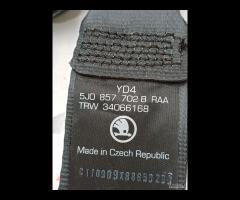 YD4
5J0 857 702 B RAA
TRW 34066168
Made in Czech Republic